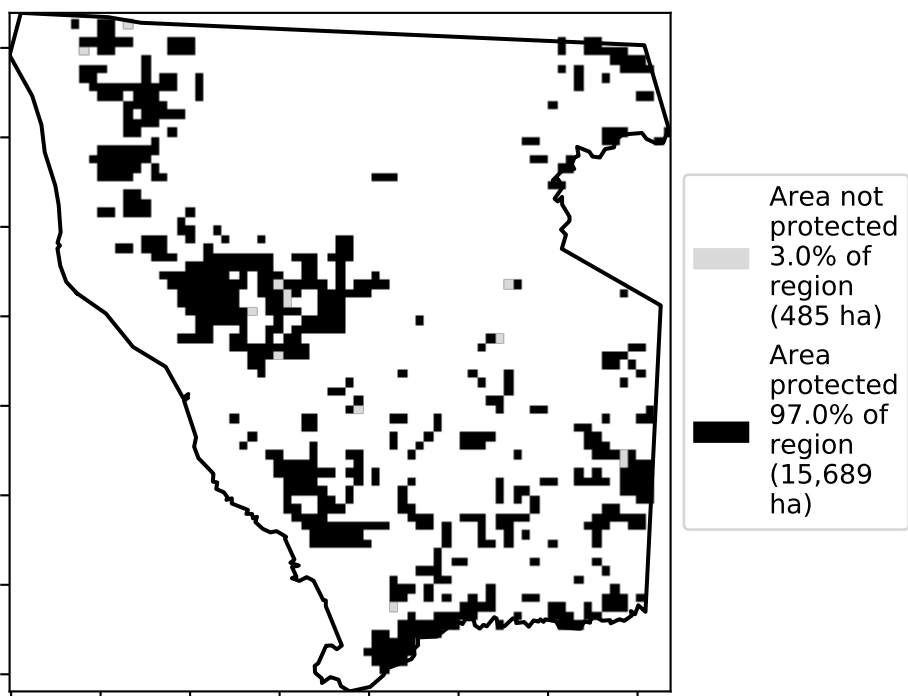 Area not
protected
3.0% of
region
(485 ha)
Area
protected
97.0% of
region
(15,689
ha)